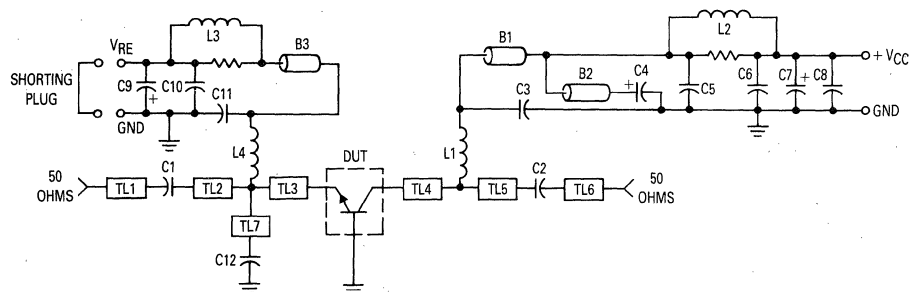 L3
L2
B3
B1
V_RE
+ V_CC
SHORTING
PLUG
C9
+
C10
C11
GND
B2
+
C4
C3
C5
C6
C7
+
C8
GND
L4
L1
DUT
50
OHMS
TL1
C1
TL2
TL3
TL4
TL5
C2
TL6
50
OHMS
TL7
C12